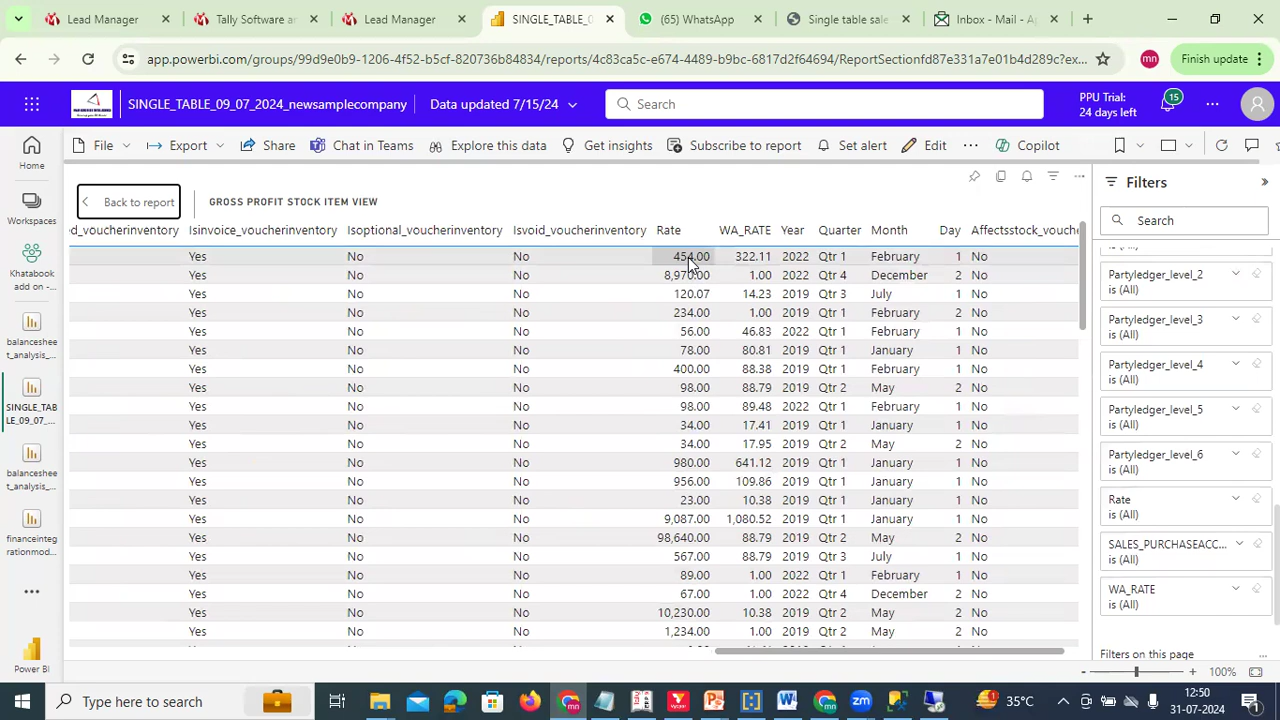 Lead Manager
Tally Software a
Lead Manager
SINGLE_TABLE_0
(65) WhatsApp
Single table sale
Inbox - Mail - A
app.powerbi.com/groups/99d9e0b9-1206-4f52-b5cf-820736b84834/reports/4c83ca5c-e674-4489-b9bc-6817d2f64694/ReportSectionfd87e331a7e01b4d289c?ex...
mn
Finish update
SINGLE_TABLE_09_07_2024_newsamplecompany
Data updated 7/15/24
Search
PPU Trial:
24 days left
15
File
Export
Share
Chat in Teams
Explore this data
Get insights
Subscribe to report
Set alert
Edit
Copilot
Home
Workspaces
Khatabook
add on -
balanceshee
t_analysis_...
SINGLE_TAB
LE_09_07_...
balanceshee
t_analysis_...
financeinteg
rationmod...
Power BI
Back to report
GROSS PROFIT STOCK ITEM VIEW
d_voucherinventory Isinvoice_voucherinventory Isoptional_voucherinventory Isvoid_voucherinventory Rate WA_RATE Year Quarter Month Day Affectsstock_vouche
Yes No No 454.00 322.11 2022 Qtr 1 February 1 No
Yes No No 8,970.00 1.00 2022 Qtr 4 December 2 No
Yes No No 120.07 14.23 2019 Qtr 3 July 1 No
Yes No No 234.00 1.00 2019 Qtr 1 February 2 No
Yes No No 56.00 46.83 2022 Qtr 1 February 1 No
Yes No No 78.00 80.81 2019 Qtr 1 January 1 No
Yes No No 400.00 88.38 2019 Qtr 1 February 1 No
Yes No No 98.00 88.79 2019 Qtr 2 May 2 No
Yes No No 98.00 89.48 2022 Qtr 1 February 1 No
Yes No No 34.00 17.41 2019 Qtr 1 January 1 No
Yes No No 34.00 17.95 2019 Qtr 2 May 2 No
Yes No No 980.00 641.12 2019 Qtr 1 January 1 No
Yes No No 956.00 109.86 2019 Qtr 1 January 1 No
Yes No No 23.00 10.38 2019 Qtr 1 January 1 No
Yes No No 9,087.00 1,080.52 2019 Qtr 1 January 1 No
Yes No No 98,640.00 88.79 2019 Qtr 2 May 2 No
Yes No No 567.00 88.79 2019 Qtr 3 July 1 No
Yes No No 89.00 1.00 2022 Qtr 1 February 1 No
Yes No No 67.00 1.00 2022 Qtr 4 December 2 No
Yes No No 10,230.00 10.38 2019 Qtr 2 May 2 No
Yes No No 1,234.00 1.00 2019 Qtr 2 May 2 No
Filters
Search
is (All)
Partyledger_level_2
is (All)
Partyledger_level_3
is (All)
Partyledger_level_4
is (All)
Partyledger_level_5
is (All)
Partyledger_level_6
is (All)
Rate
is (All)
SALES_PURCHASEACC...
is (All)
WA_RATE
is (All)
Filters on this page
100%
Type here to search
35°C
12:50
31-07-2024